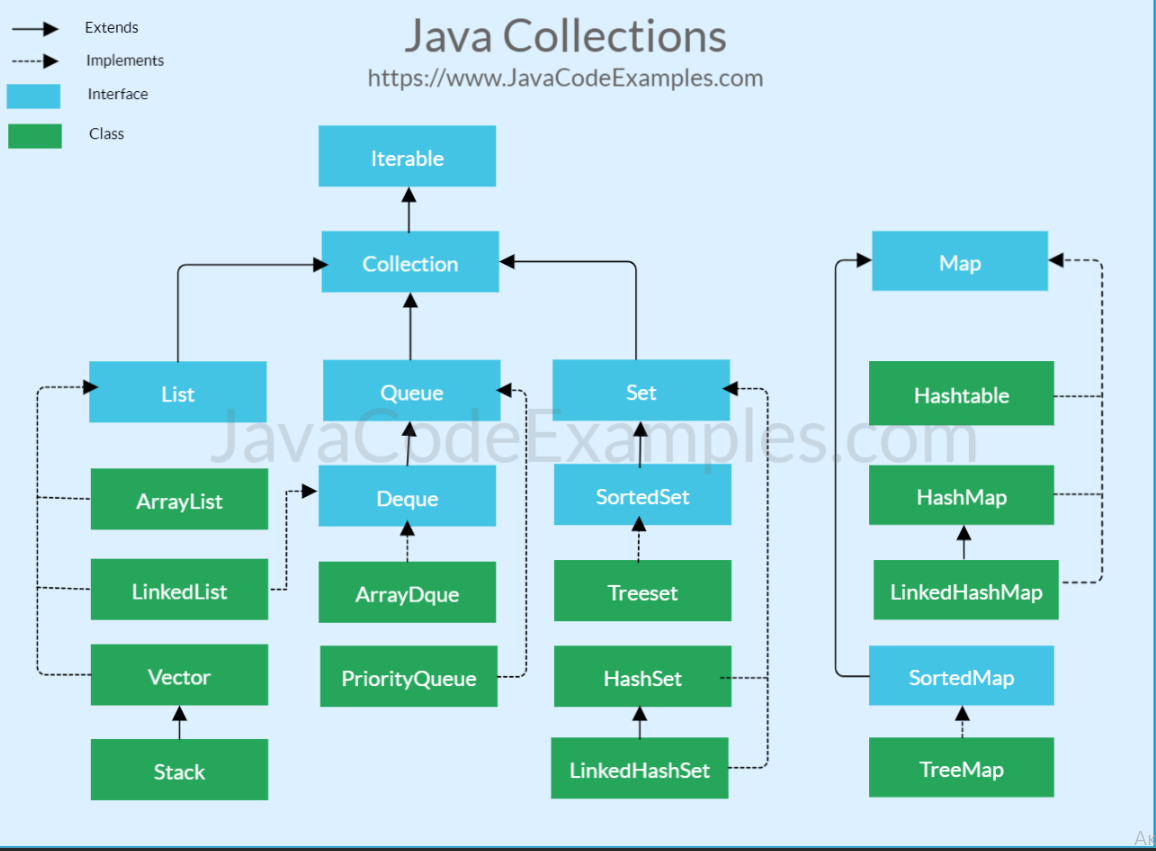 Extends
Implements
Interface
Class
Java Collections
https://www.JavaCodeExamples.com
Iterable
Collection
Map
List
Queue
Set
Hashtable
JavaCodeExamples.com
ArrayList
Deque
SortedSet
HashMap
LinkedList
ArrayDque
Treeset
LinkedHashMap
Vector
PriorityQueue
HashSet
SortedMap
Stack
LinkedHashSet
TreeMap